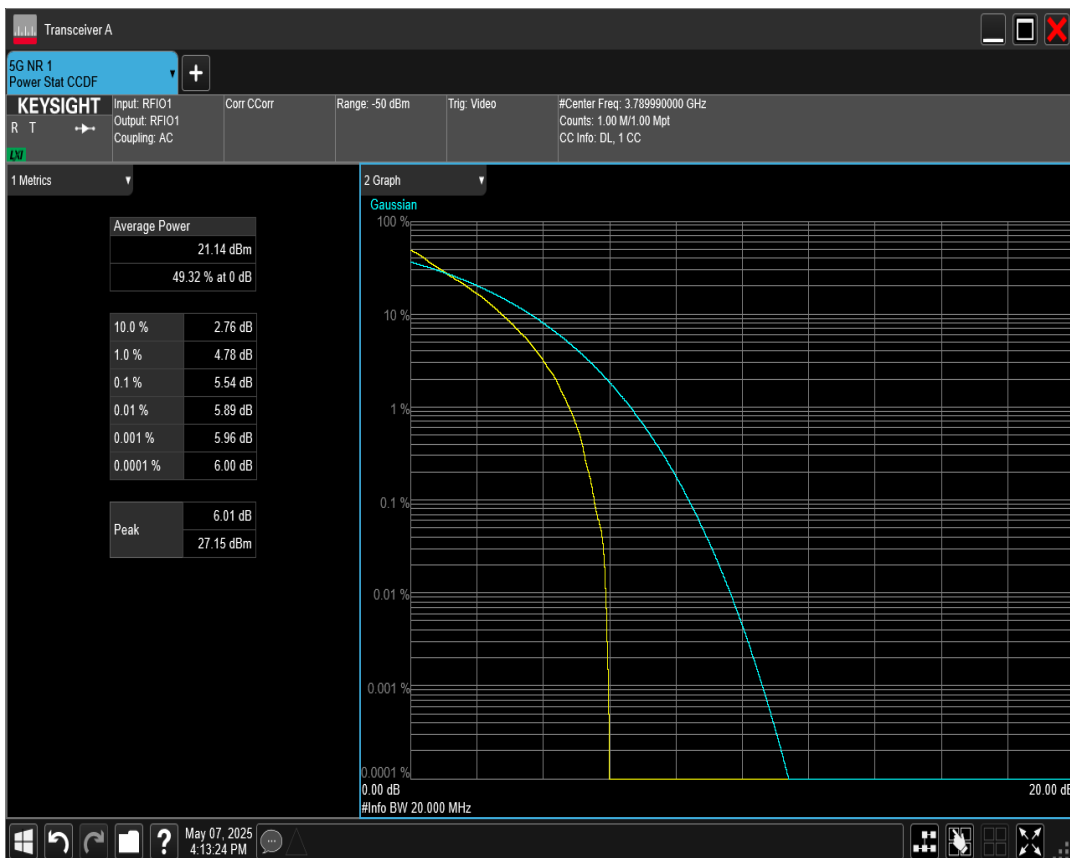 Transceiver A
5G NR 1
Power Stat CCDF
+
KEYSIGHT
R T
LXI
Input: RFIO1
Output: RFIO1
Coupling: AC
Corr CCorr
Range: -50 dBm
Trig: Video
#Center Freq: 3.789990000 GHz
Counts: 1.00 M/1.00 Mpt
CC Info: DL, 1 CC
1 Metrics
Average Power
21.14 dBm
49.32 % at 0 dB
10.0 % 2.76 dB
1.0 % 4.78 dB
0.1 % 5.54 dB
0.01 % 5.89 dB
0.001 % 5.96 dB
0.0001 % 6.00 dB
Peak 6.01 dB
27.15 dBm
2 Graph
Gaussian
100 %
10 %
1 %
0.1 %
0.01 %
0.001 %
0.0001 %
0.00 dB 20.00 dB
#Info BW 20.000 MHz
?
May 07, 2025
4:13:24 PM